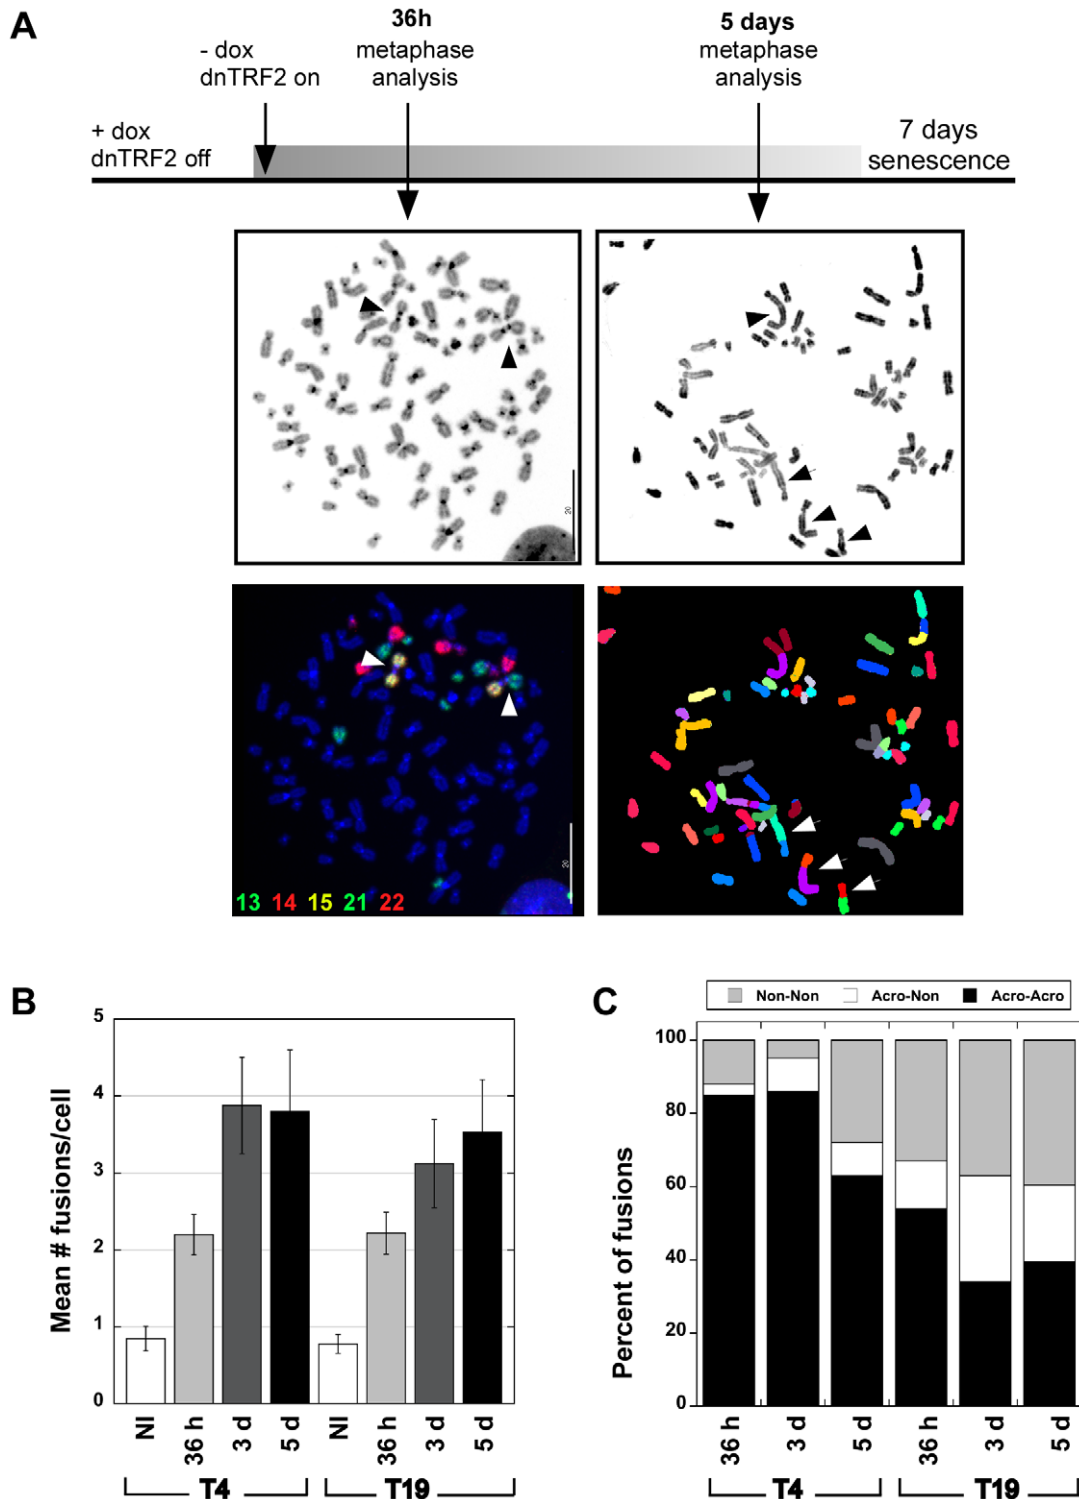 A
36h
metaphase
analysis
5 days
metaphase
analysis
- dox
dnTRF2 on
+ dox
dnTRF2 off
7 days
senescence
20
20
13 14 15 21 22
B
Mean # fusions/cell
5
4
3
2
1
0
NI 36 h 3 d 5 d NI 36 h 3 d 5 d
T4 T19
C
Non-Non Acro-Non Acro-Acro
Percent of fusions
100
80
60
40
20
0
36 h 3 d 5 d 36 h 3 d 5 d
T4 T19